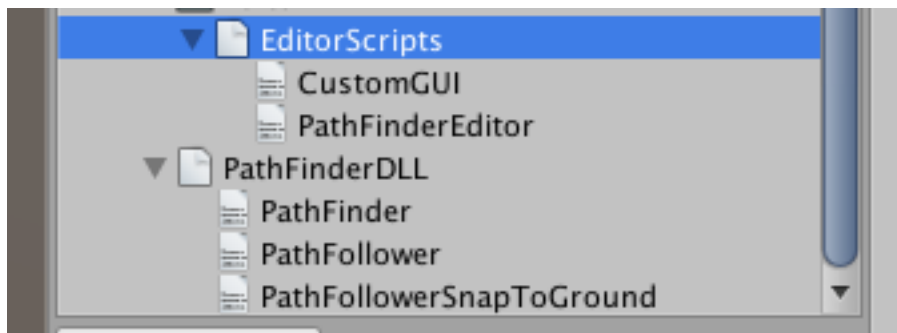 EditorScripts
CustomGUI
PathFinderEditor
PathFinderDLL
PathFinder
PathFollower
PathFollowerSnapToGround